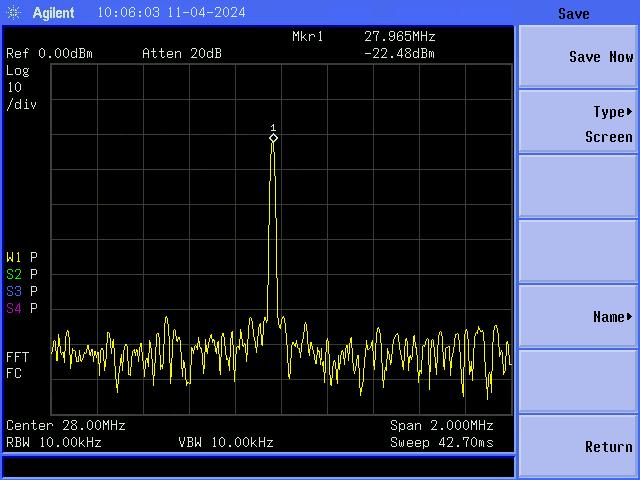 Agilent 10:06:03 11-04-2024 Save
Mkr1 27.965MHz
Ref 0.00dBm Atten 20dB -22.48dBm
Log
10
/div
1
W1 P
S2 P
S3 P
S4 P
FFT
FC
Center 28.00MHz Span 2.000MHz
RBW 10.00kHz VBW 10.00kHz Sweep 42.70ms
Save Now
Type
Screen
Name
Return